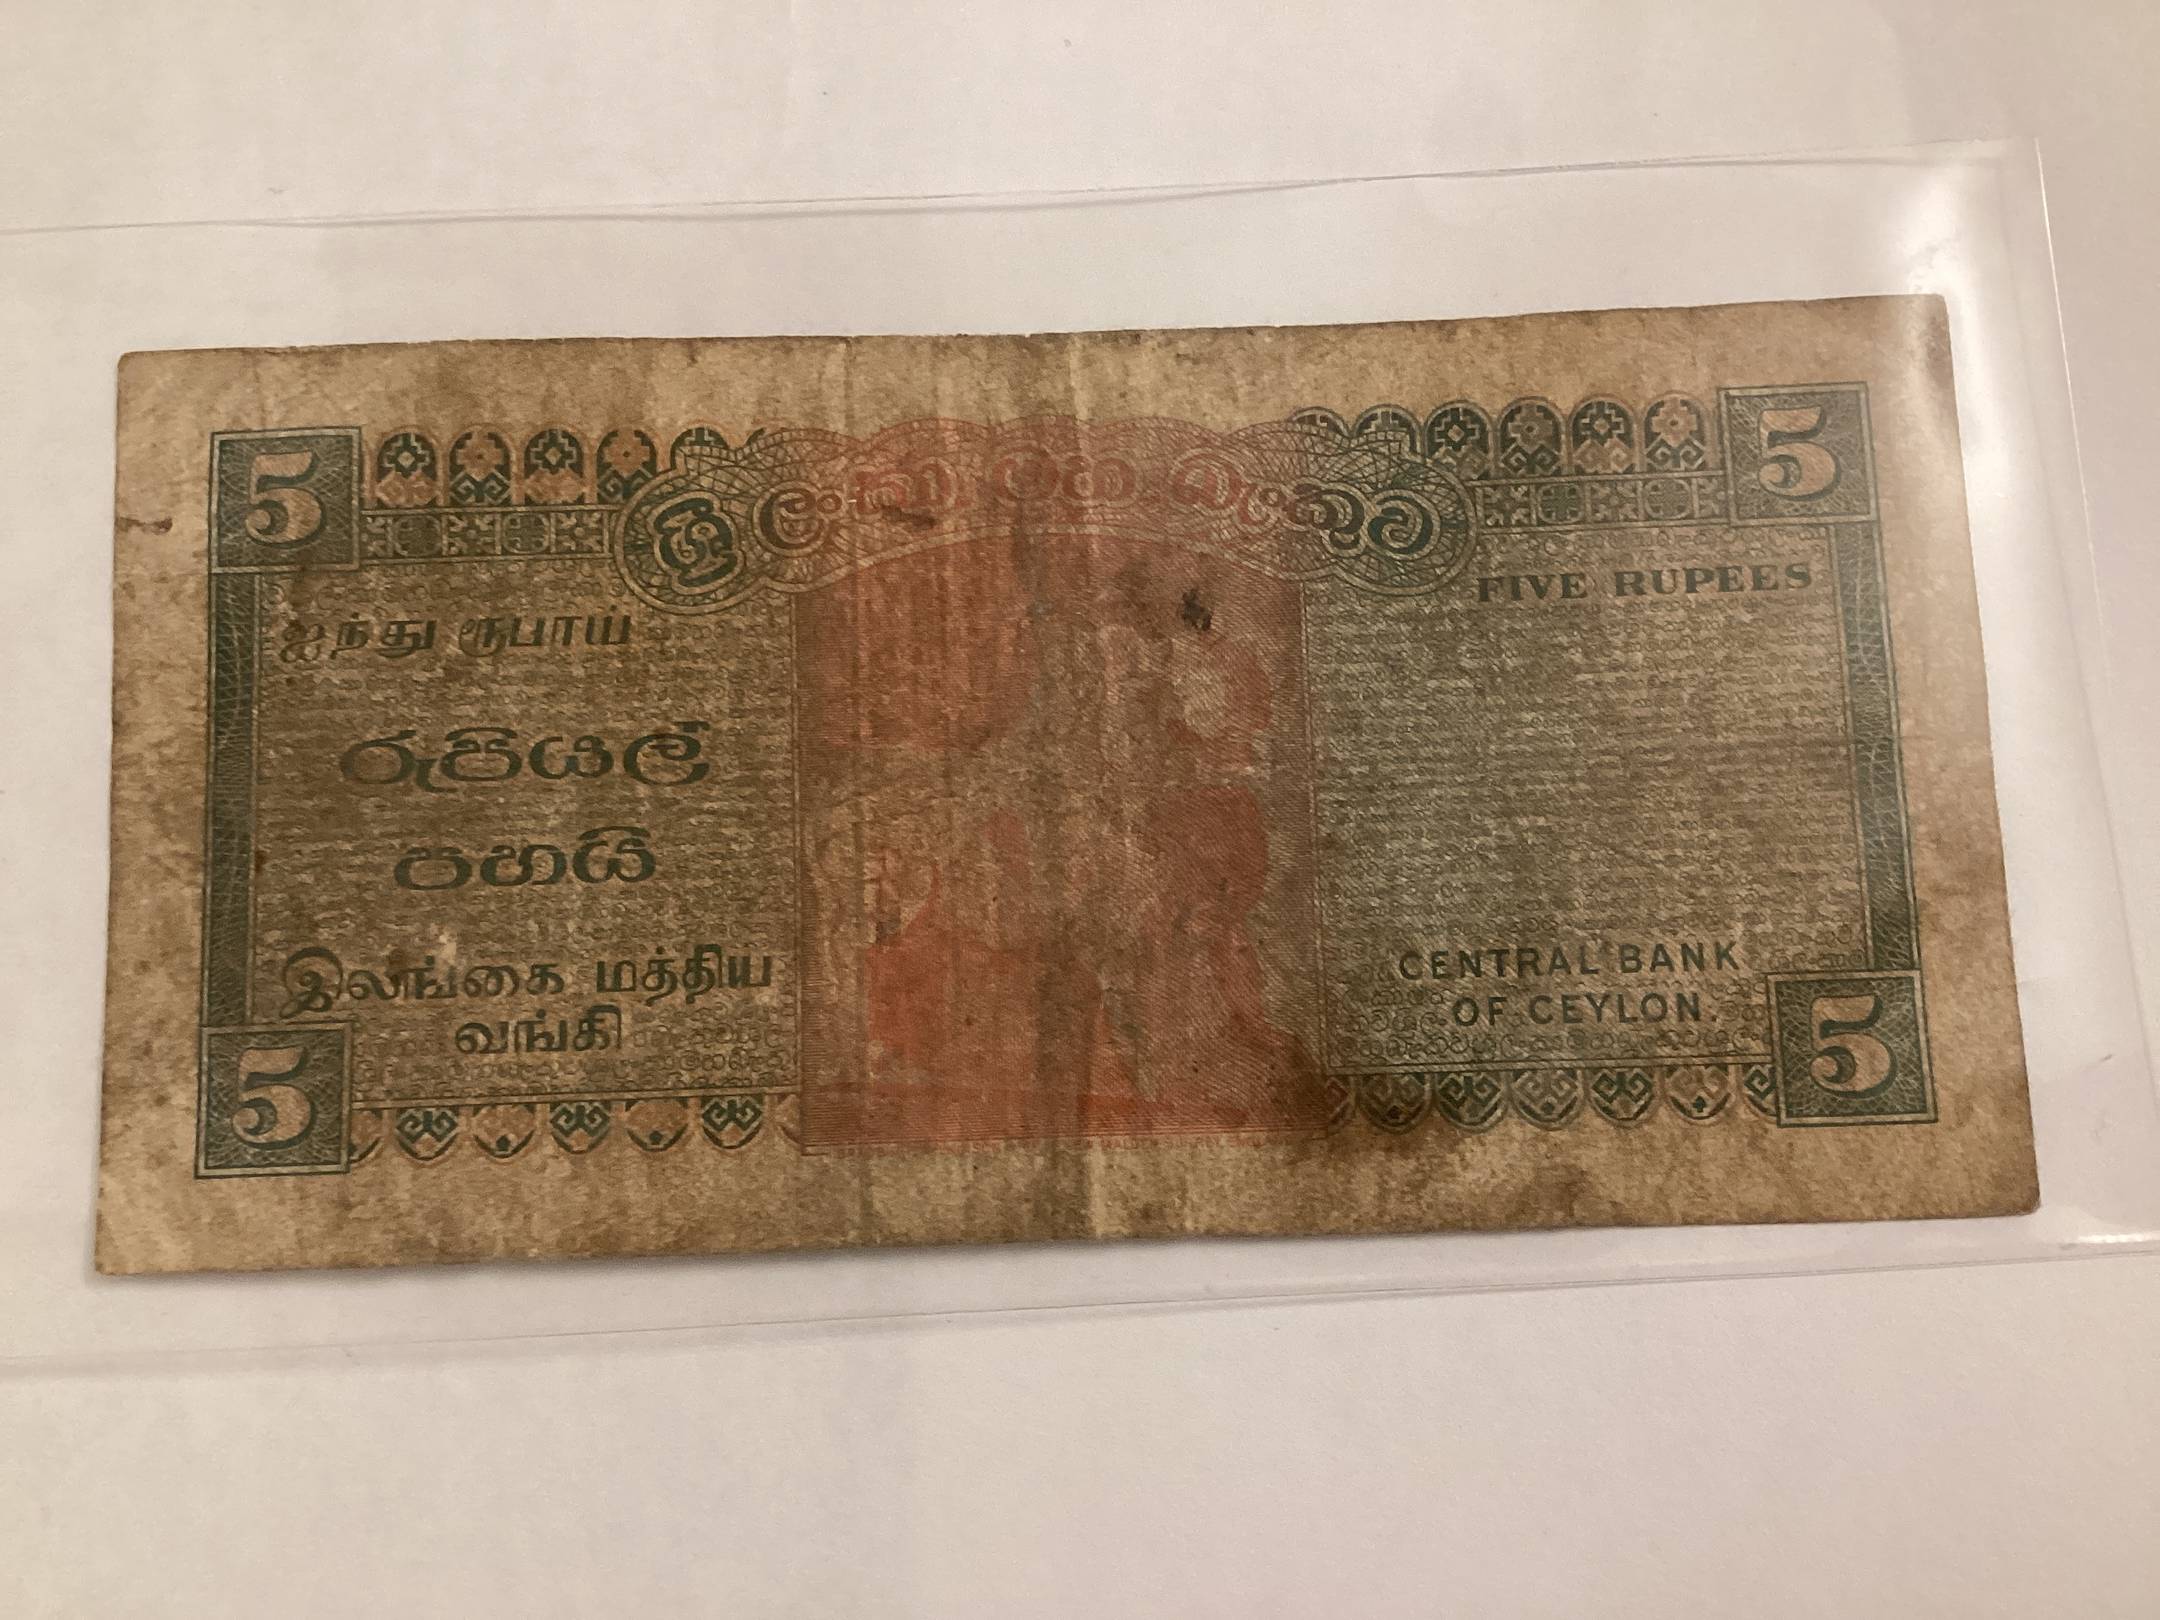 5
5
ශ්‍රී ලංකා මහ බැංකුව
FIVE RUPEES
ஐந்து ரூபாய்
රුපියල්
පහයි
இலங்கை மத்திய
வங்கி
CENTRAL BANK
OF CEYLON.
5
5